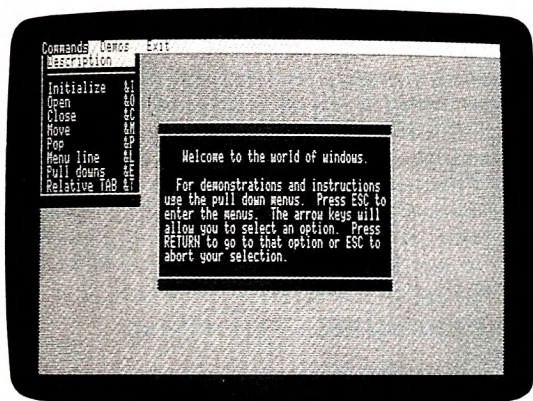 Commands Demos Exit
Description
Initialize &I
Open &O
Close &C
Move &M
Pop &P
Menu line &L
Pull downs &E
Relative TAB &T
Welcome to the world of windows.
For demonstrations and instructions
use the pull down menus. Press ESC to
enter the menus. The arrow keys will
allow you to select an option. Press
RETURN to go to that option or ESC to
abort your selection.